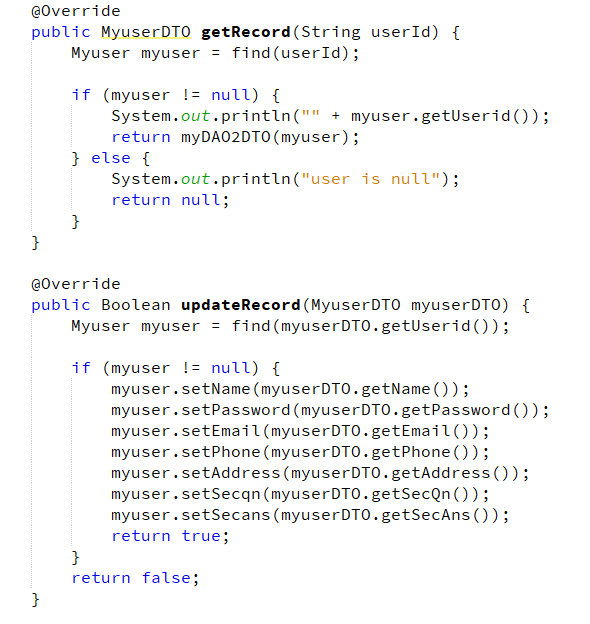 @Override
public MyuserDTO getRecord(String userId) {
    Myuser myuser = find(userId);

    if (myuser != null) {
        System.out.println("" + myuser.getUserid());
        return myDAO2DTO(myuser);
    } else {
        System.out.println("user is null");
        return null;
    }
}

@Override
public Boolean updateRecord(MyuserDTO myuserDTO) {
    Myuser myuser = find(myuserDTO.getUserid());

    if (myuser != null) {
        myuser.setName(myuserDTO.getName());
        myuser.setPassword(myuserDTO.getPassword());
        myuser.setEmail(myuserDTO.getEmail());
        myuser.setPhone(myuserDTO.getPhone());
        myuser.setAddress(myuserDTO.getAddress());
        myuser.setSecqn(myuserDTO.getSecQn());
        myuser.setSecans(myuserDTO.getSecAns());
        return true;
    }
    return false;
}